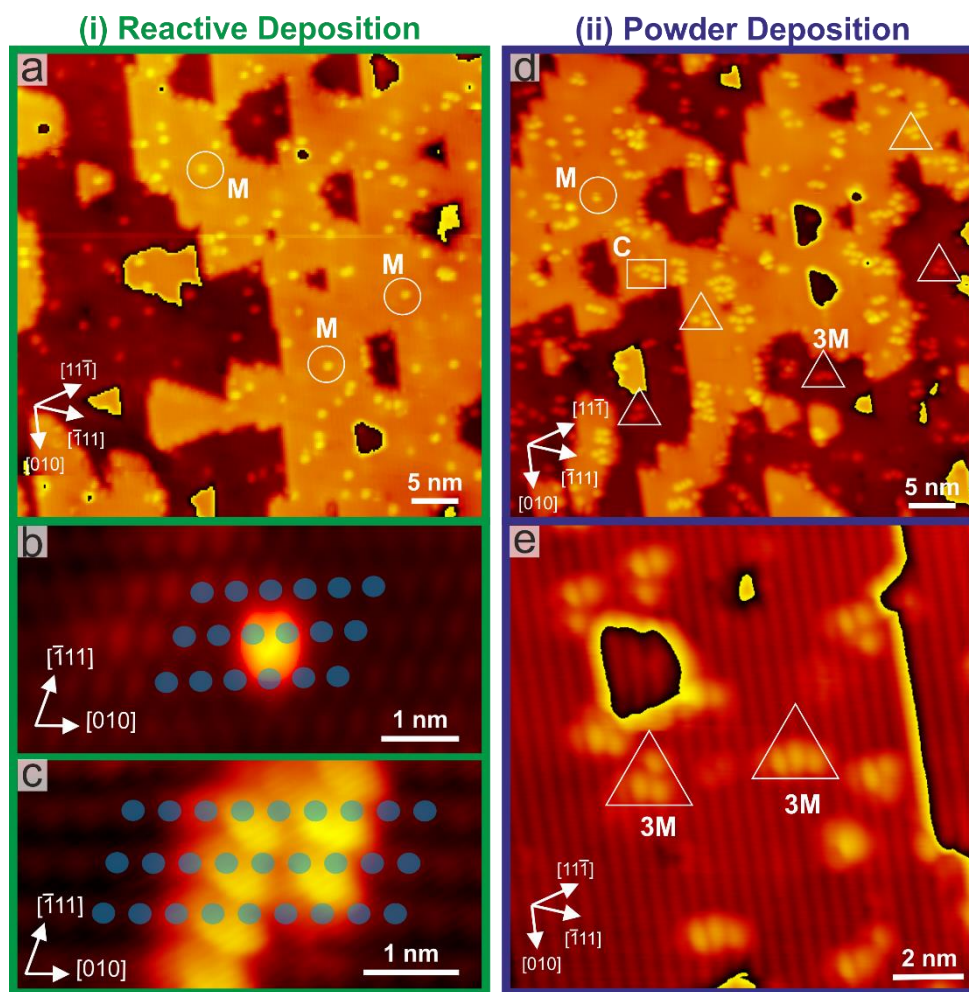 (i) Reactive Deposition
(ii) Powder Deposition
a
M
M
M
[11̄1̄]
[1̄11]
[010]
5 nm
b
[1̄11]
[010]
1 nm
c
[1̄11]
[010]
1 nm
d
M
C
3M
[111̄]
[1̄11]
[010]
5 nm
e
3M
3M
[111̄]
[1̄11]
[010]
2 nm